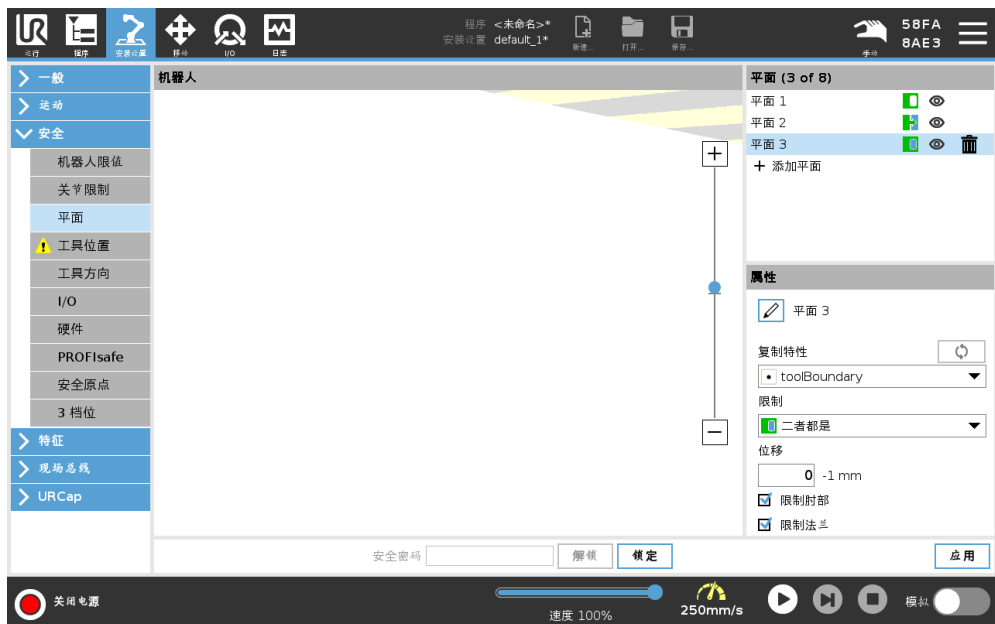 程序 <未命名>*
安装设置 default_1*
58FA
8AE3
运行
程序
安装设置
移动
I/O
日志
新建...
打开...
保存...
手动
一般
运动
安全
机器人限值
关节限制
平面
工具位置
工具方向
I/O
硬件
PROFIsafe
安全原点
3 档位
特征
现场总线
URCap
机器人
平面 (3 of 8)
平面 1
平面 2
平面 3
添加平面
属性
平面 3
复制特性
toolBoundary
限制
二者都是
位移
0 -1 mm
限制肘部
限制法兰
安全密码
解锁
锁定
应用
关闭电源
速度 100%
250mm/s
模拟